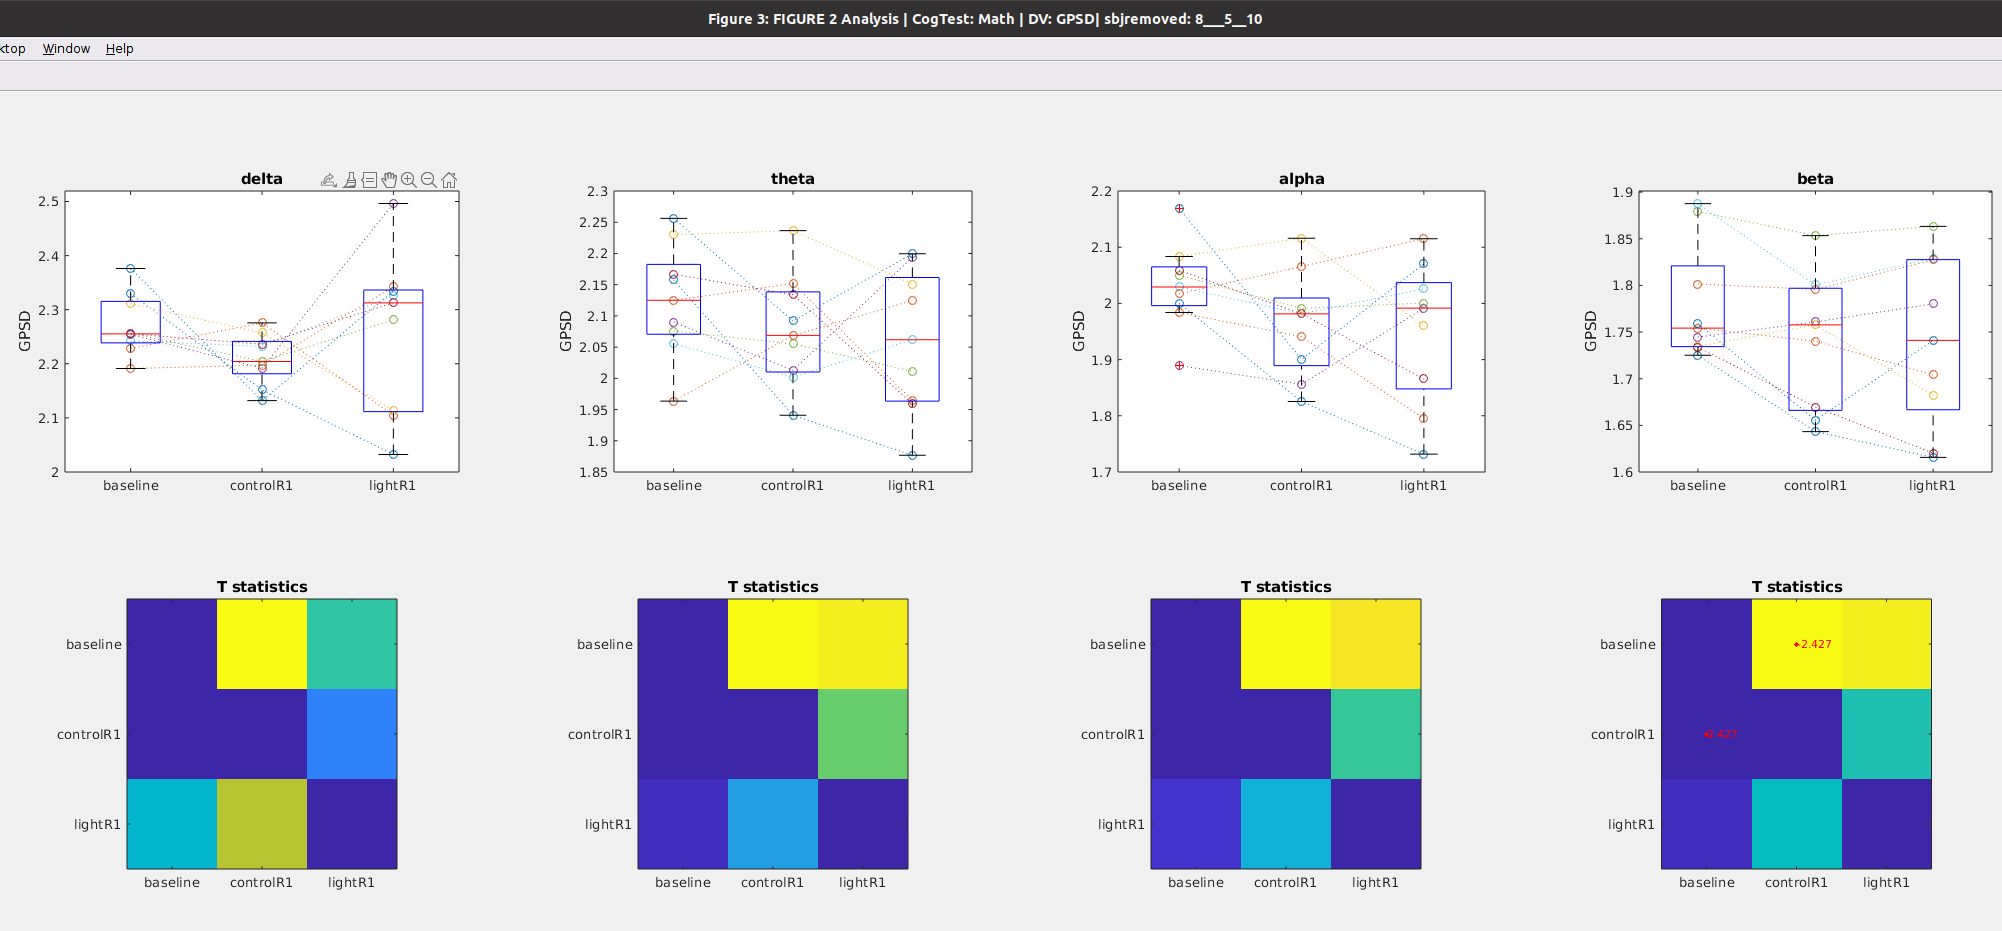 Figure 3: FIGURE 2 Analysis | CogTest: Math | DV: GPSD| sbjremoved: 8___5__10
ktop Window Help
delta
GPSD
2.5
2.4
2.3
2.2
2.1
2
baseline controlR1 lightR1
theta
GPSD
2.3
2.25
2.2
2.15
2.1
2.05
2
1.95
1.9
1.85
baseline controlR1 lightR1
alpha
GPSD
2.2
2.1
2
1.9
1.8
1.7
baseline controlR1 lightR1
beta
GPSD
1.9
1.85
1.8
1.75
1.7
1.65
1.6
baseline controlR1 lightR1
T statistics
baseline
controlR1
lightR1
baseline controlR1 lightR1
T statistics
baseline
controlR1
lightR1
baseline controlR1 lightR1
T statistics
baseline
controlR1
lightR1
baseline controlR1 lightR1
T statistics
baseline
2.427
controlR1
lightR1
baseline controlR1 lightR1